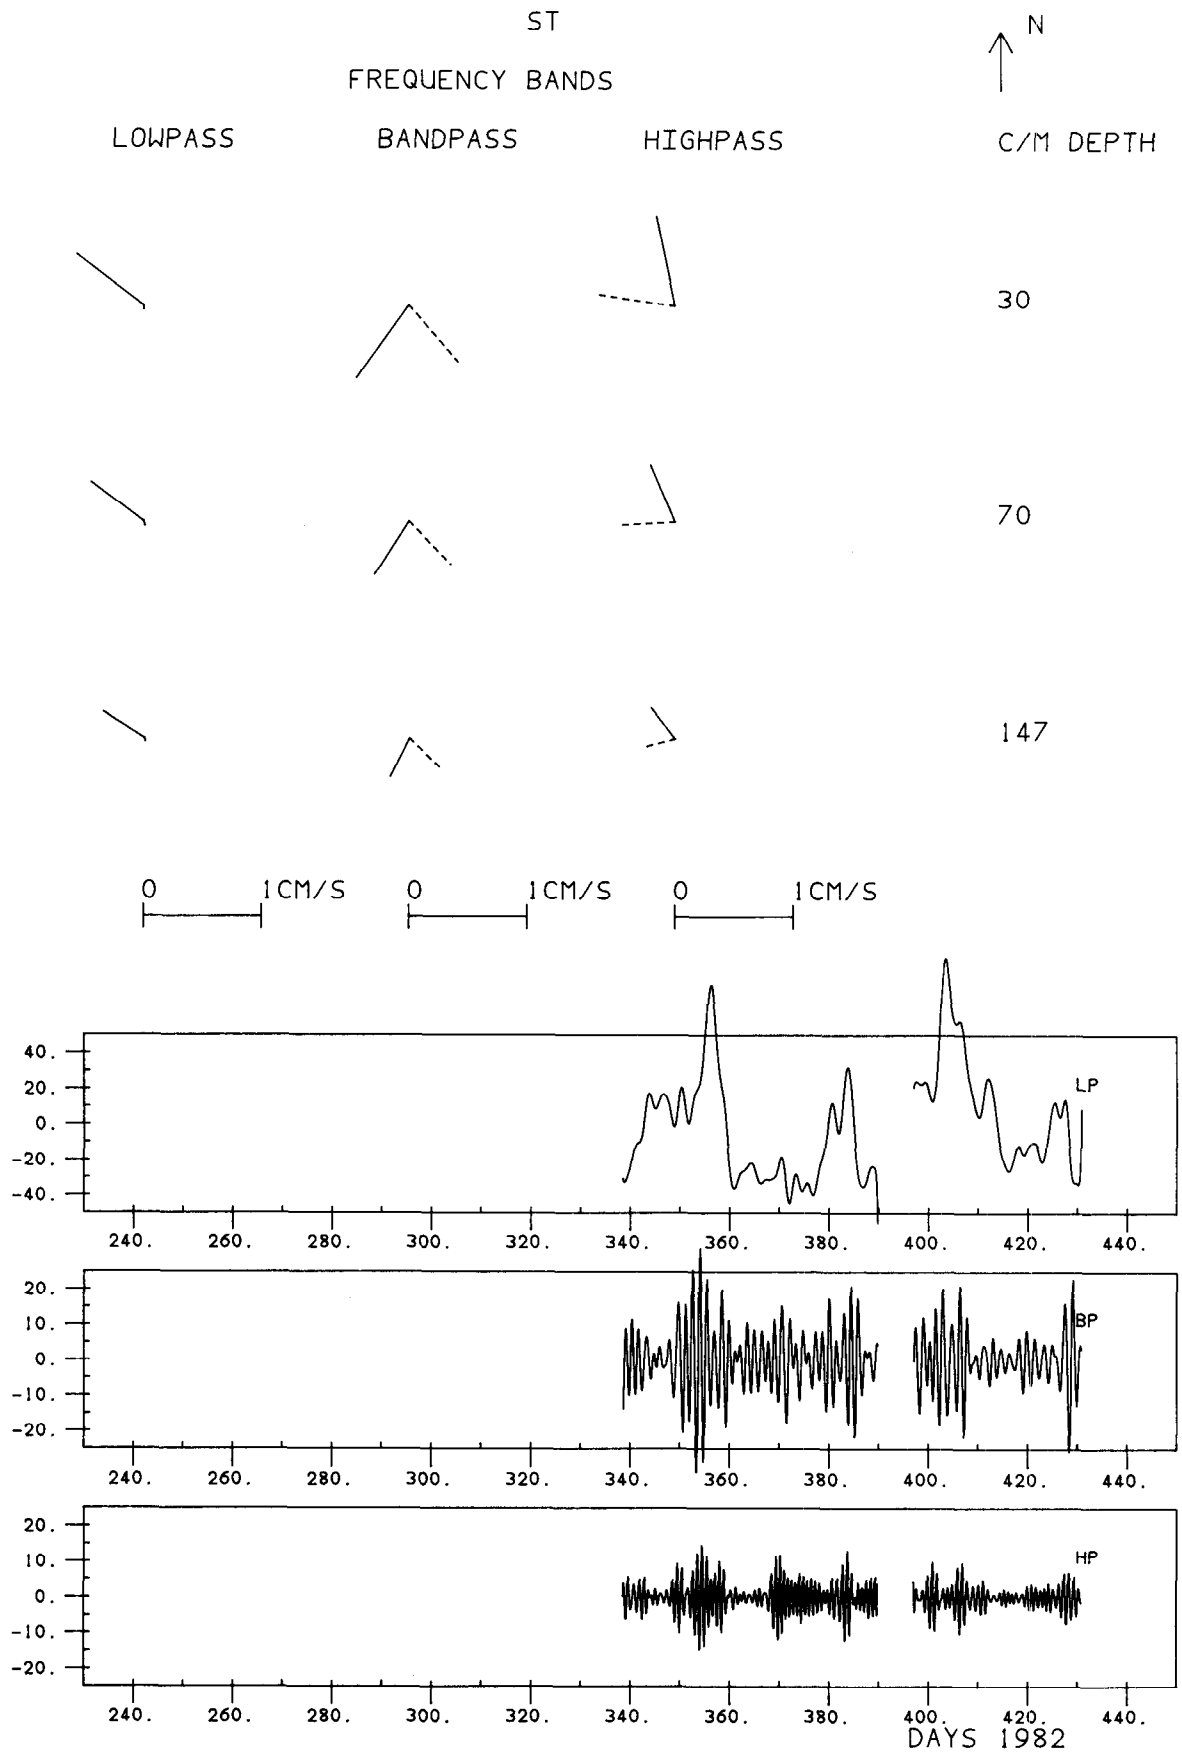 ST
N
FREQUENCY BANDS
LOWPASS BANDPASS HIGHPASS C/M DEPTH
30
70
147
0 1CM/S 0 1CM/S 0 1CM/S
40.
20. LP
0.
-20.
-40.
240. 260. 280. 300. 320. 340. 360. 380. 400. 420. 440.
20.
10. BP
0.
-10.
-20.
240. 260. 280. 300. 320. 340. 360. 380. 400. 420. 440.
20.
10. HP
0.
-10.
-20.
240. 260. 280. 300. 320. 340. 360. 380. 400. 420. 440.
DAYS 1982